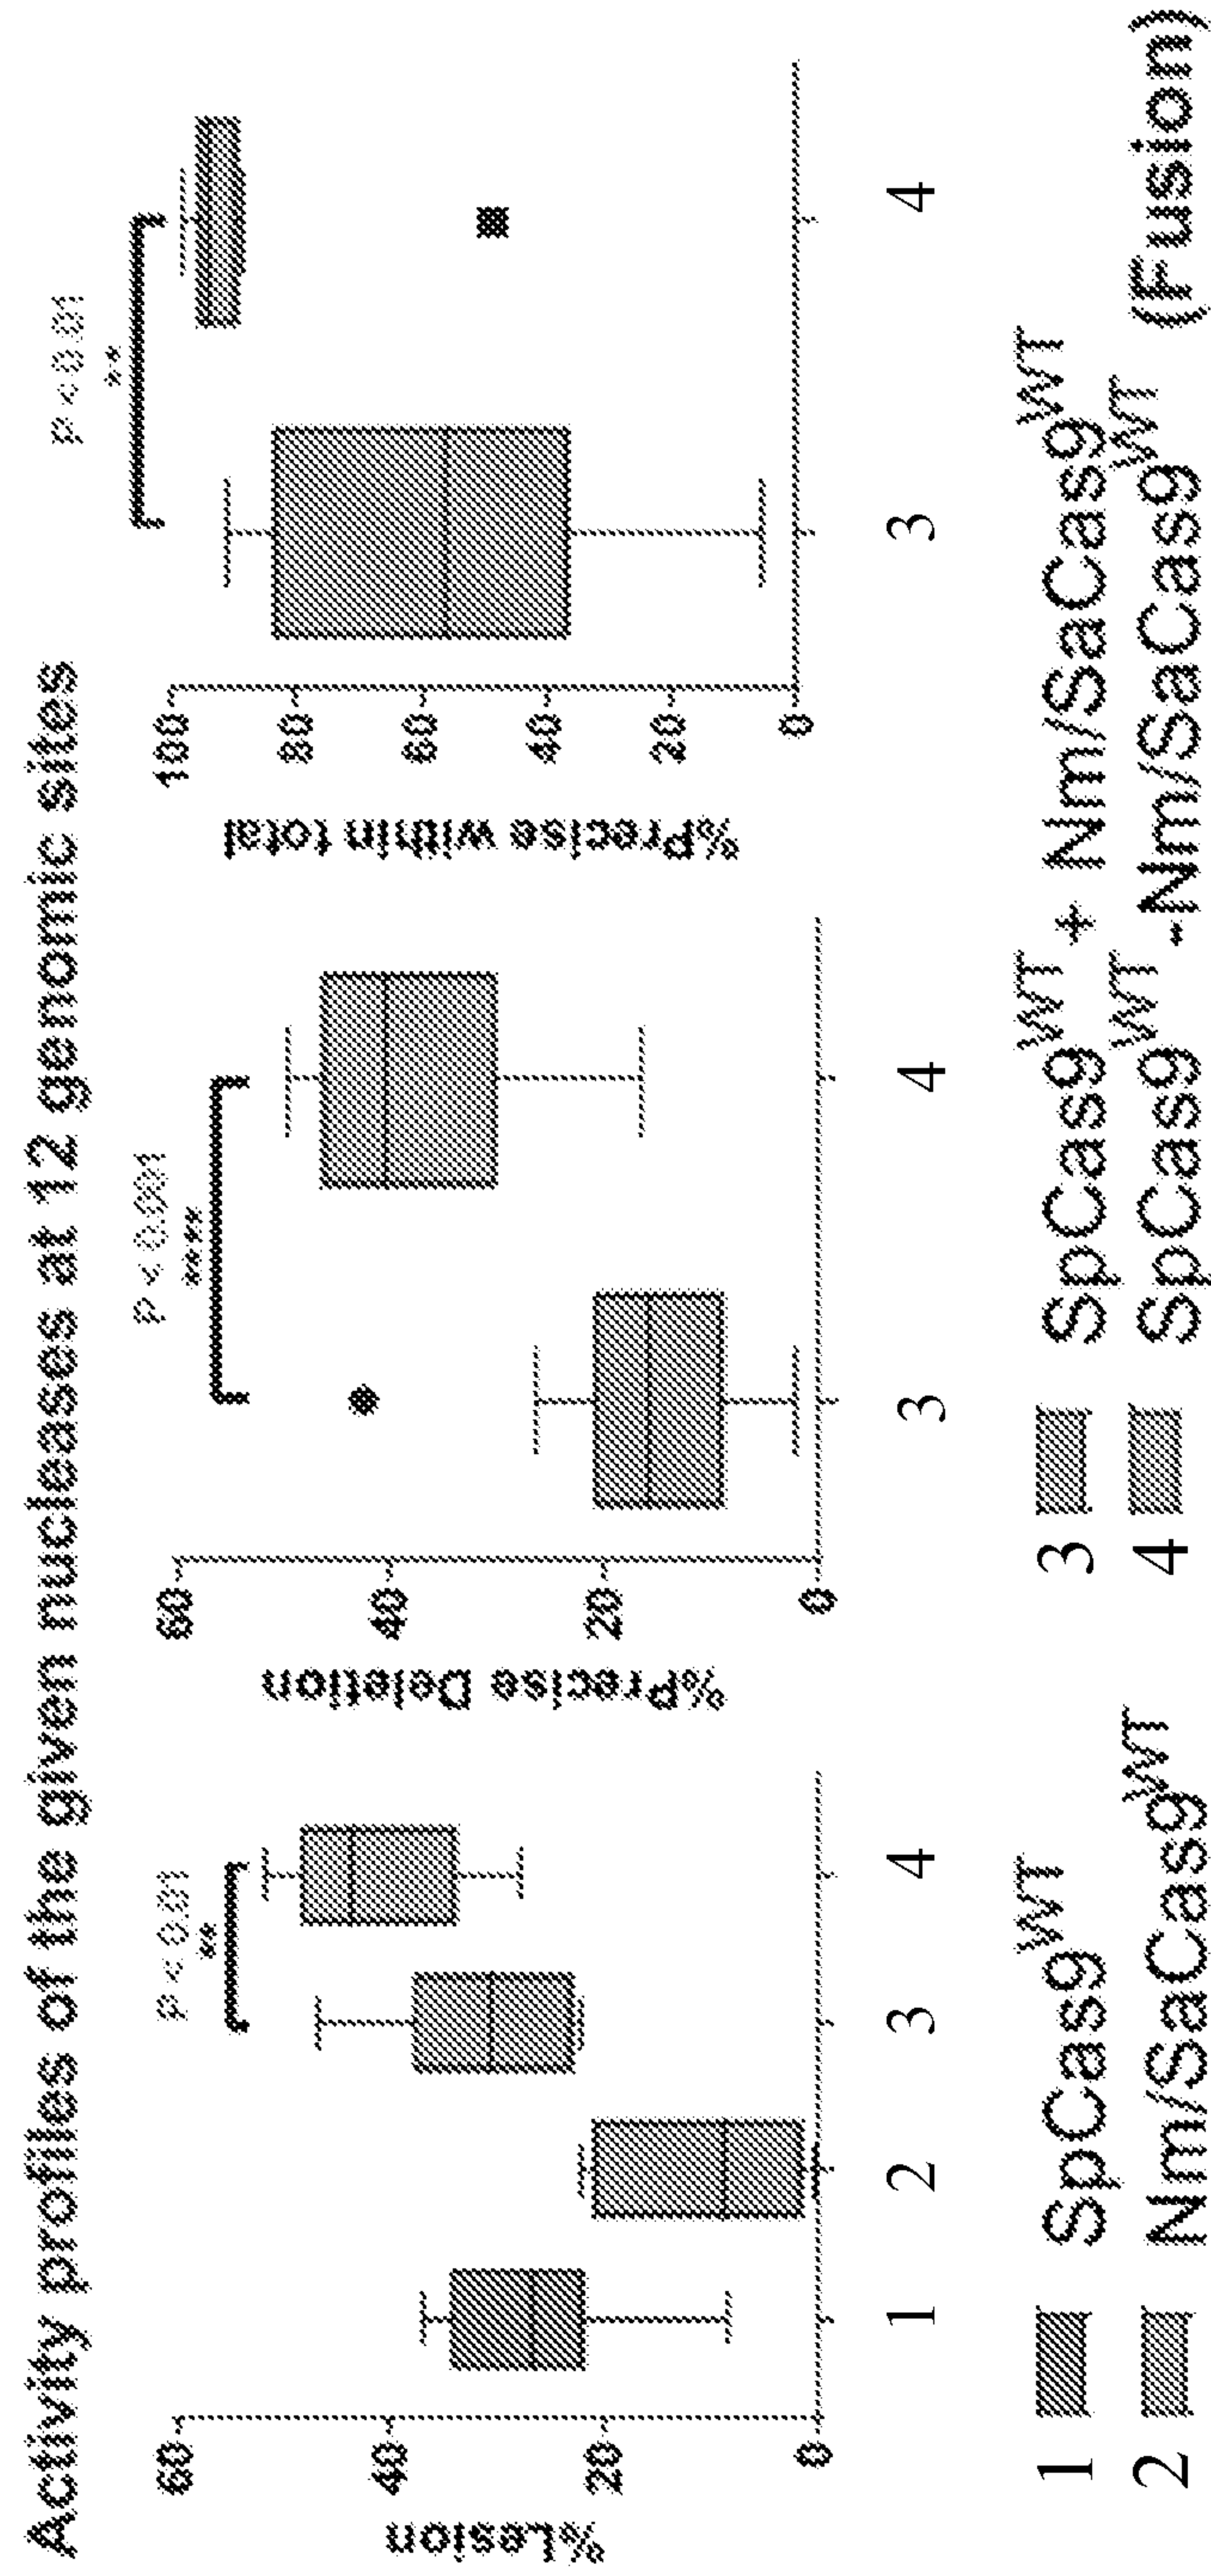 Activity profiles of the given nucleases at 12 genomic sites
%Lesion
60
40
20
0
p < 0.01
**
1 2 3 4
%Precise Deletion
60
40
20
0
p < 0.001
****
3 4
%Precise within total
100
80
60
40
20
0
p < 0.01
**
3 4
1 SpCas9WT
2 Nm/SaCas9WT
3 SpCas9WT + Nm/SaCas9WT
4 SpCas9WT -Nm/SaCas9WT (Fusion)